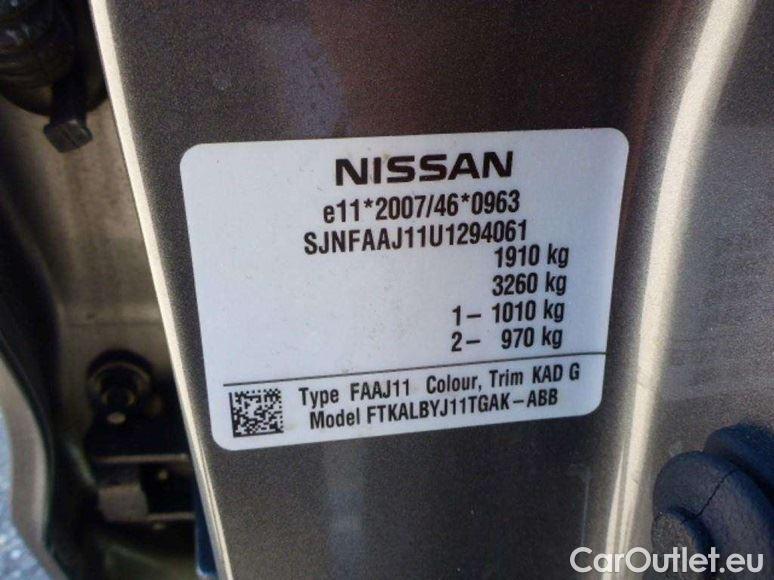 NISSAN
e11*2007/46*0963
SJNFAAJ11U1294061
1910 kg
3260 kg
1- 1010 kg
2- 970 kg
Type FAAJ11 Colour, Trim KAD G
Model FTKALBYJ11TGAK-ABB
CarOutlet.eu